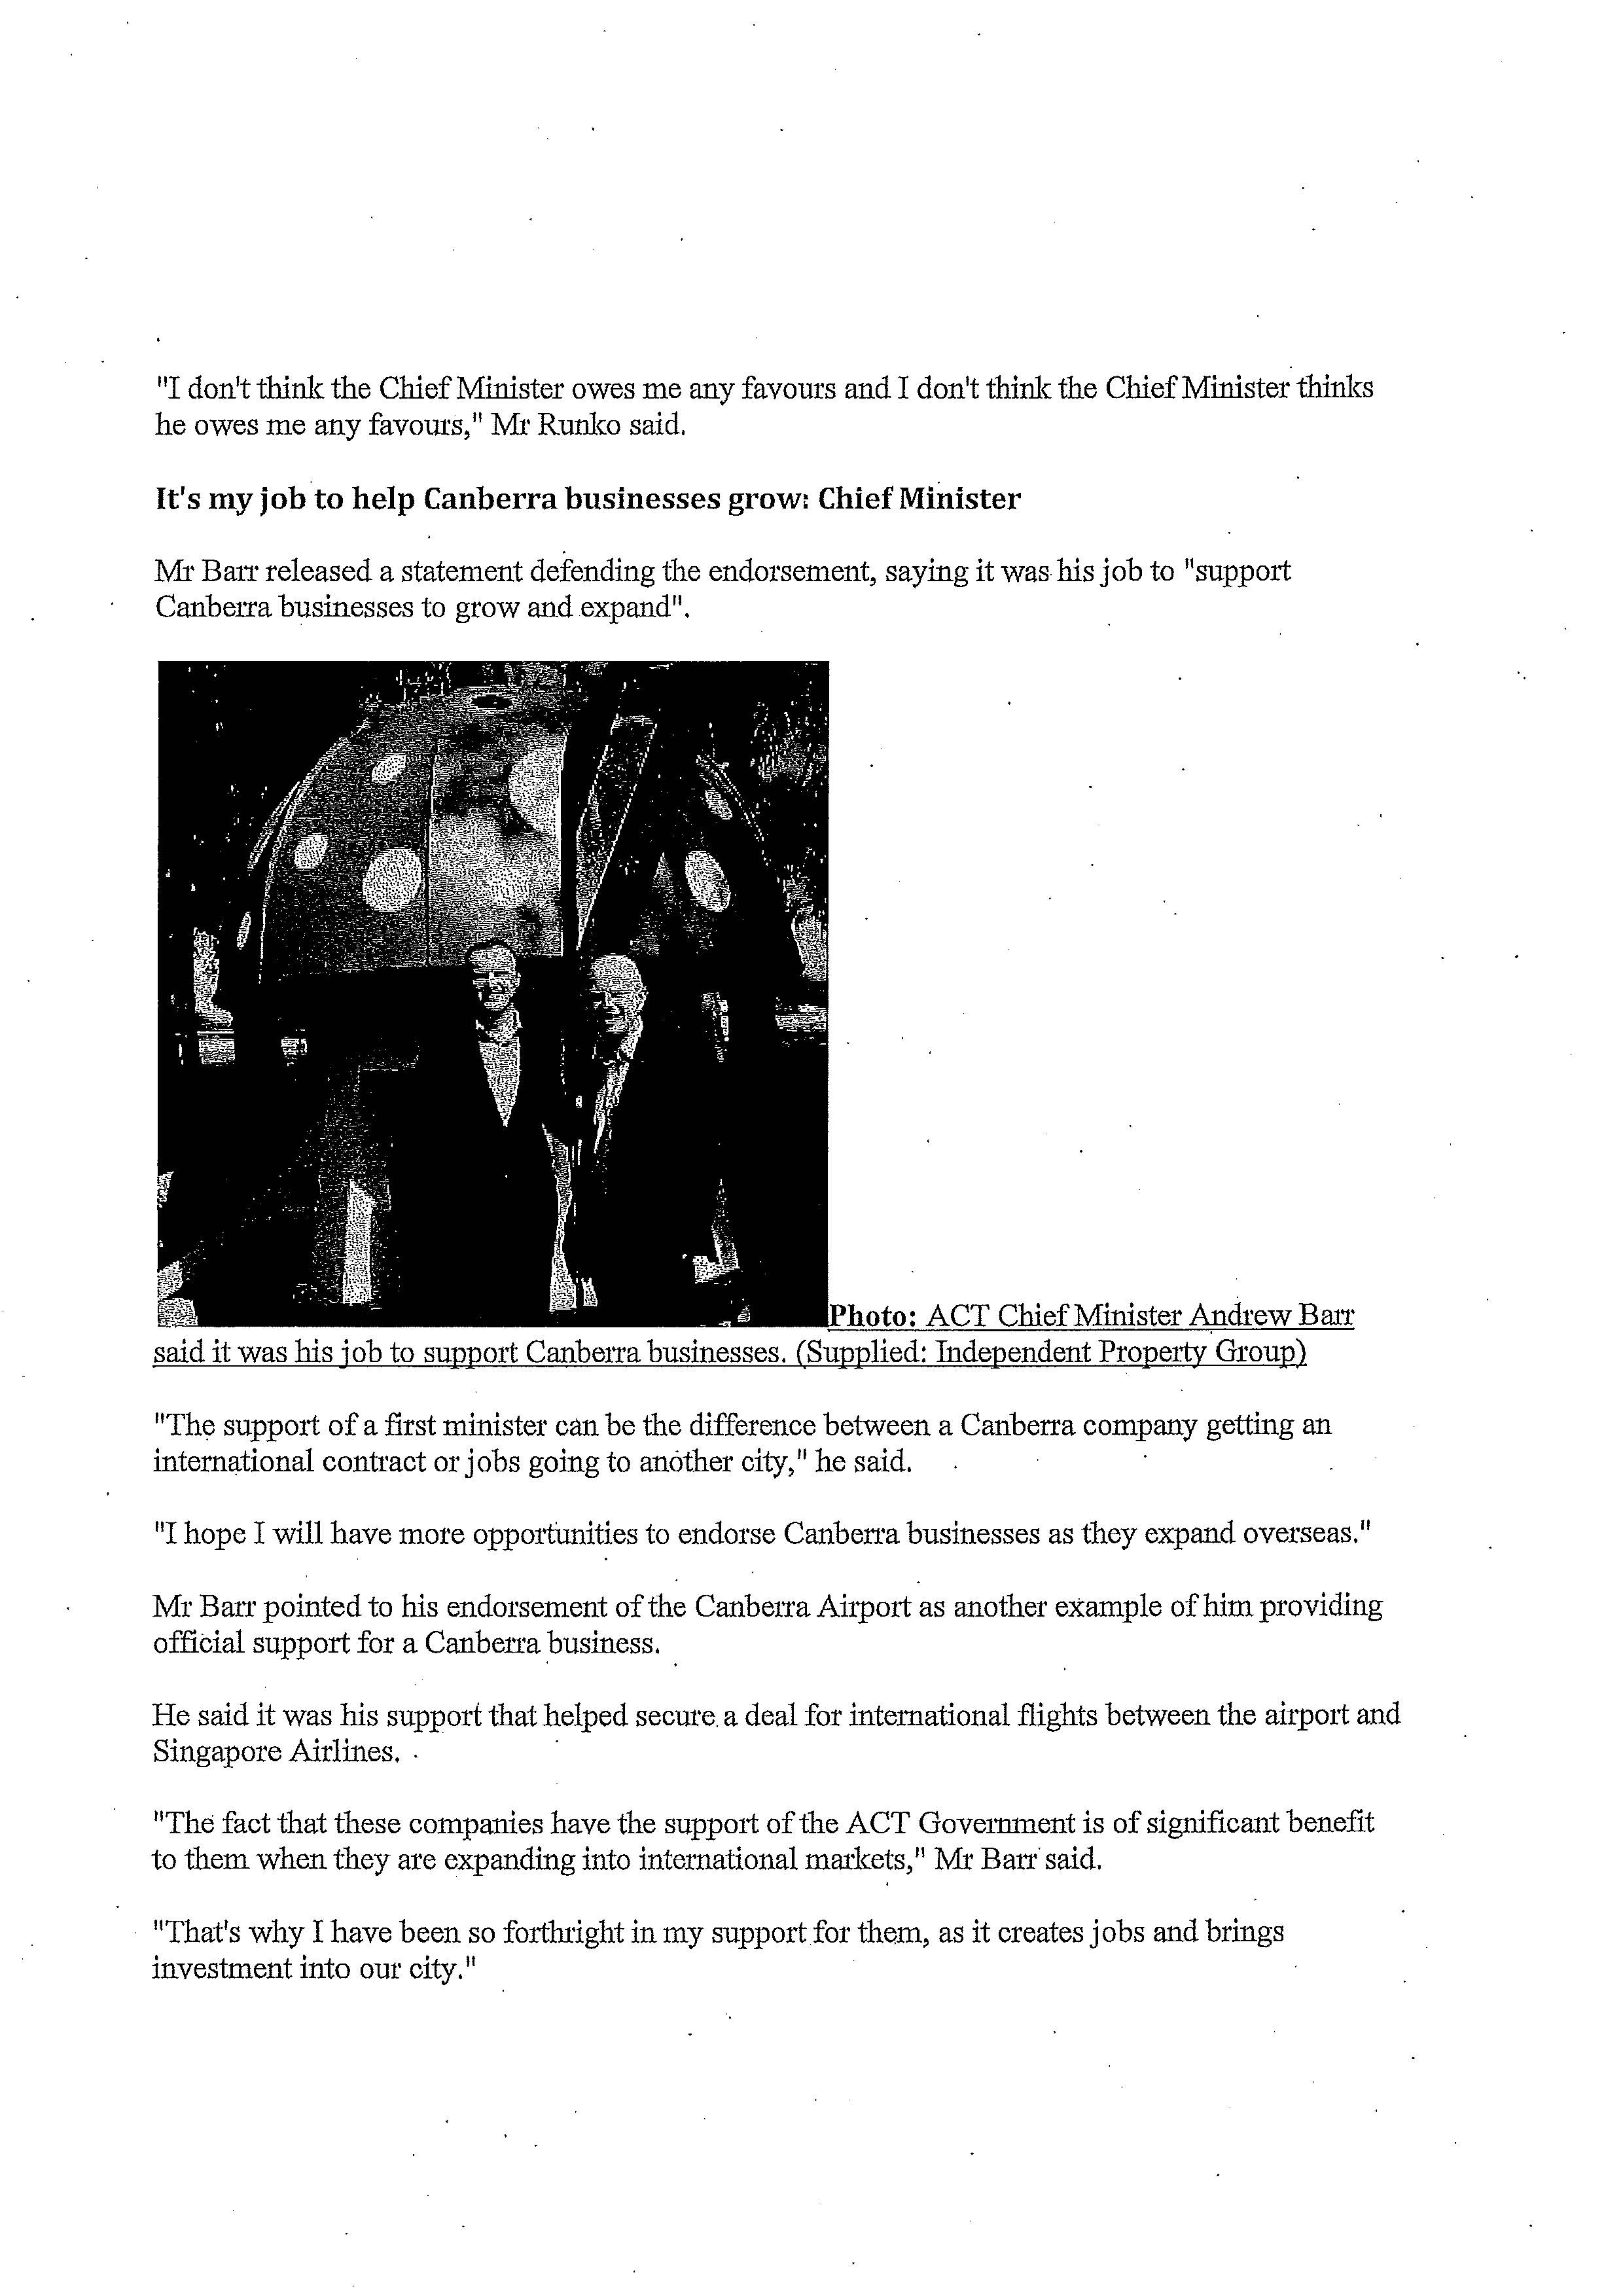 "I don't think the Chief Minister owes me any favours and I don't think the Chief Minister thinks
he owes me any favours," Mr Runko said.
It's my job to help Canberra businesses grow: Chief Minister
Mr Barr released a statement defending the endorsement, saying it was his job to "support
Canberra businesses to grow and expand".
Photo: ACT Chief Minister Andrew Barr
said it was his job to support Canberra businesses. (Supplied: Independent Property Group)
"The support of a first minister can be the difference between a Canberra company getting an
international contract or jobs going to another city," he said.
"I hope I will have more opportunities to endorse Canberra businesses as they expand overseas."
Mr Barr pointed to his endorsement of the Canberra Airport as another example of him providing
official support for a Canberra business.
He said it was his support that helped secure a deal for international flights between the airport and
Singapore Airlines.
"The fact that these companies have the support of the ACT Government is of significant benefit
to them when they are expanding into international markets," Mr Barr said.
"That's why I have been so forthright in my support for them, as it creates jobs and brings
investment into our city."